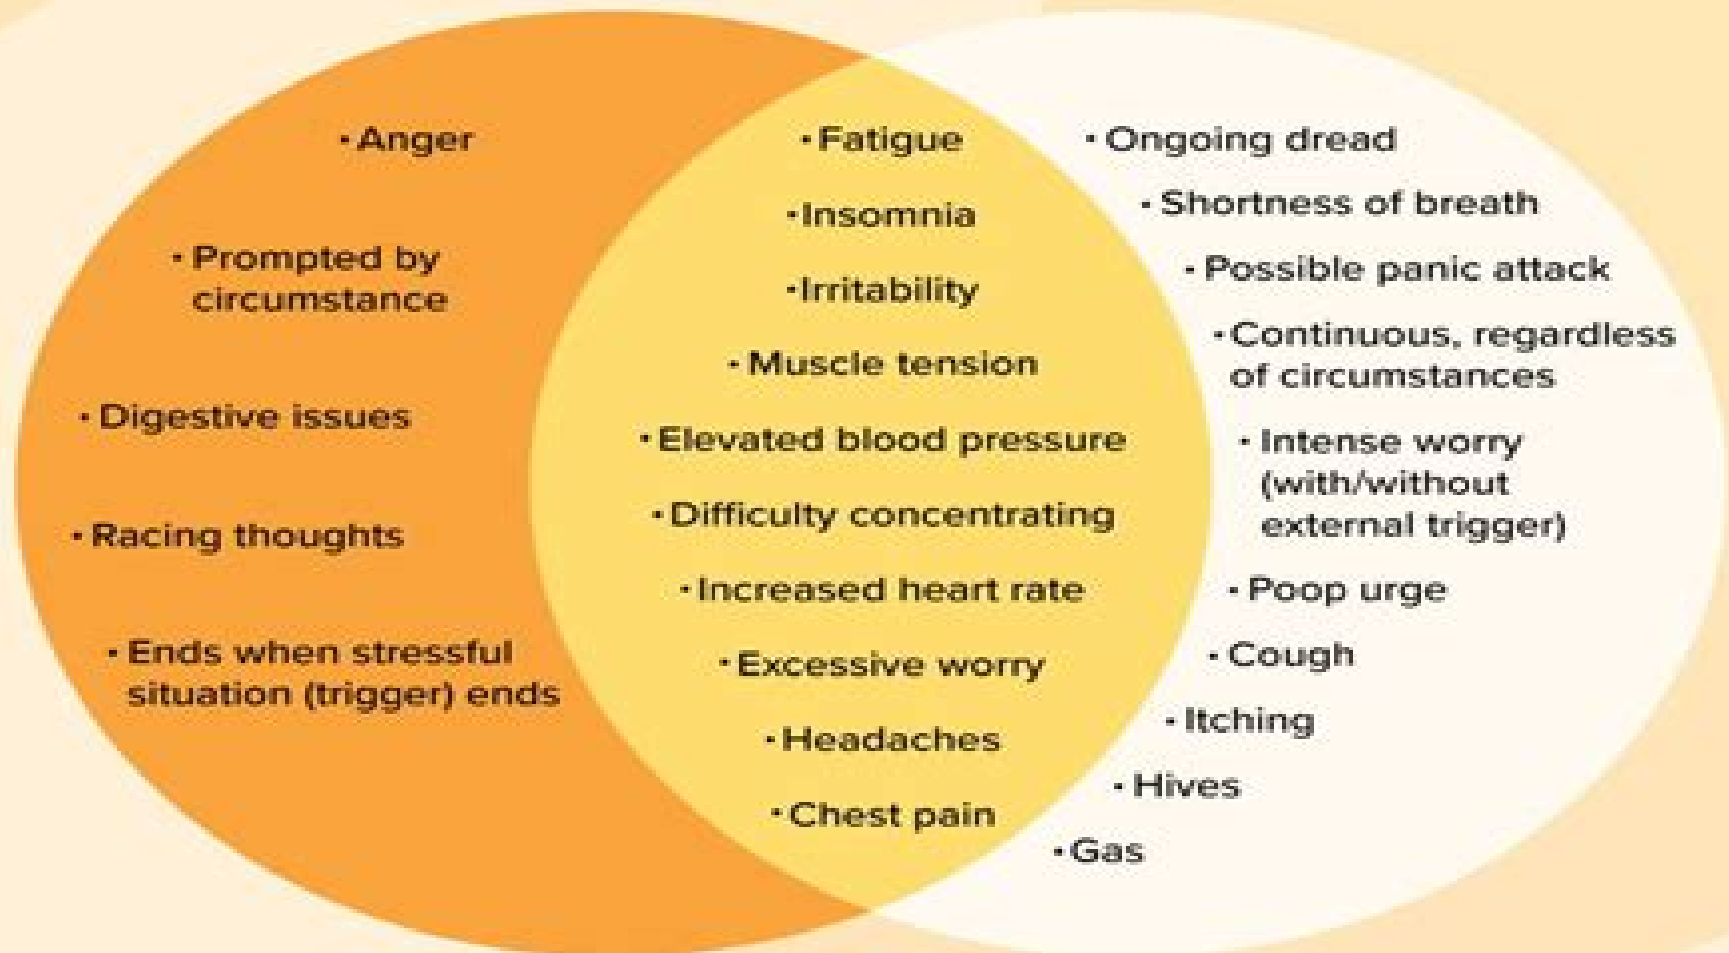 · Anger
· Prompted by
circumstance
· Digestive issues
· Racing thoughts
· Ends when stressful
situation (trigger) ends
· Fatigue
· Insomnia
· Irritability
· Muscle tension
· Elevated blood pressure
· Difficulty concentrating
· Increased heart rate
· Excessive worry
· Headaches
· Chest pain
· Ongoing dread
· Shortness of breath
· Possible panic attack
· Continuous, regardless
of circumstances
· Intense worry
(with/without
external trigger)
· Poop urge
· Cough
· Itching
· Hives
· Gas